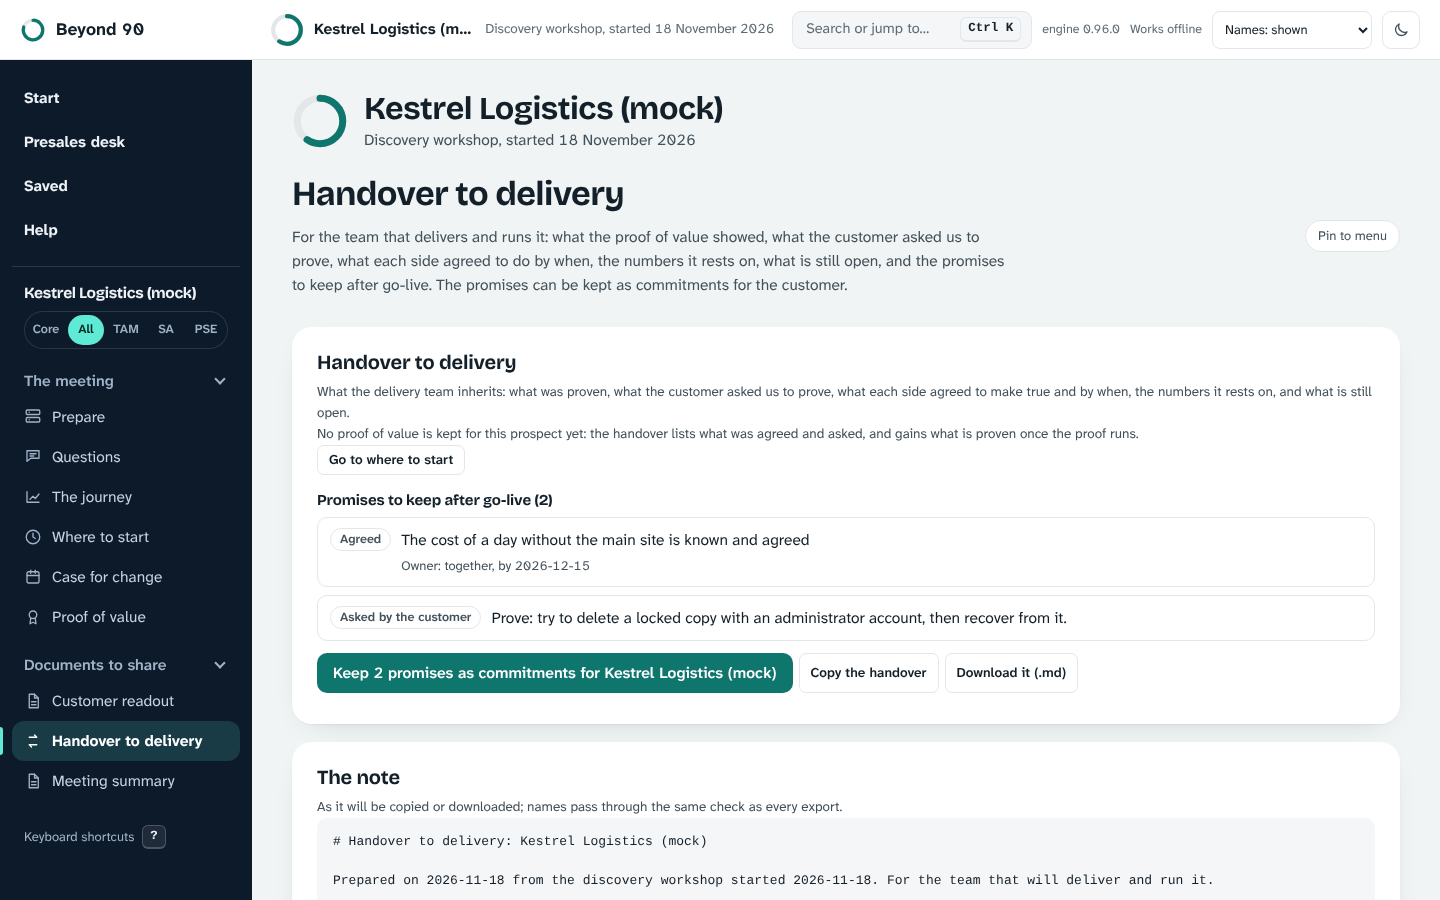 Beyond 90
Kestrel Logistics (m...
Discovery workshop, started 18 November 2026
Search or jump to...
Ctrl K
engine 0.96.0
Works offline
Names: shown
Start
Presales desk
Saved
Help
Kestrel Logistics (mock)
Core
All
TAM
SA
PSE
The meeting
Prepare
Questions
The journey
Where to start
Case for change
Proof of value
Documents to share
Customer readout
Handover to delivery
Meeting summary
Keyboard shortcuts
?
Kestrel Logistics (mock)
Discovery workshop, started 18 November 2026
Handover to delivery
For the team that delivers and runs it: what the proof of value showed, what the customer asked us to
prove, what each side agreed to do by when, the numbers it rests on, what is still open, and the promises
to keep after go-live. The promises can be kept as commitments for the customer.
Pin to menu
Handover to delivery
What the delivery team inherits: what was proven, what the customer asked us to prove, what each side agreed to make true and by when, the numbers it rests on, and what is still
open.
No proof of value is kept for this prospect yet: the handover lists what was agreed and asked, and gains what is proven once the proof runs.
Go to where to start
Promises to keep after go-live (2)
Agreed
The cost of a day without the main site is known and agreed
Owner: together, by 2026-12-15
Asked by the customer
Prove: try to delete a locked copy with an administrator account, then recover from it.
Keep 2 promises as commitments for Kestrel Logistics (mock)
Copy the handover
Download it (.md)
The note
As it will be copied or downloaded; names pass through the same check as every export.
# Handover to delivery: Kestrel Logistics (mock)
Prepared on 2026-11-18 from the discovery workshop started 2026-11-18. For the team that will deliver and run it.